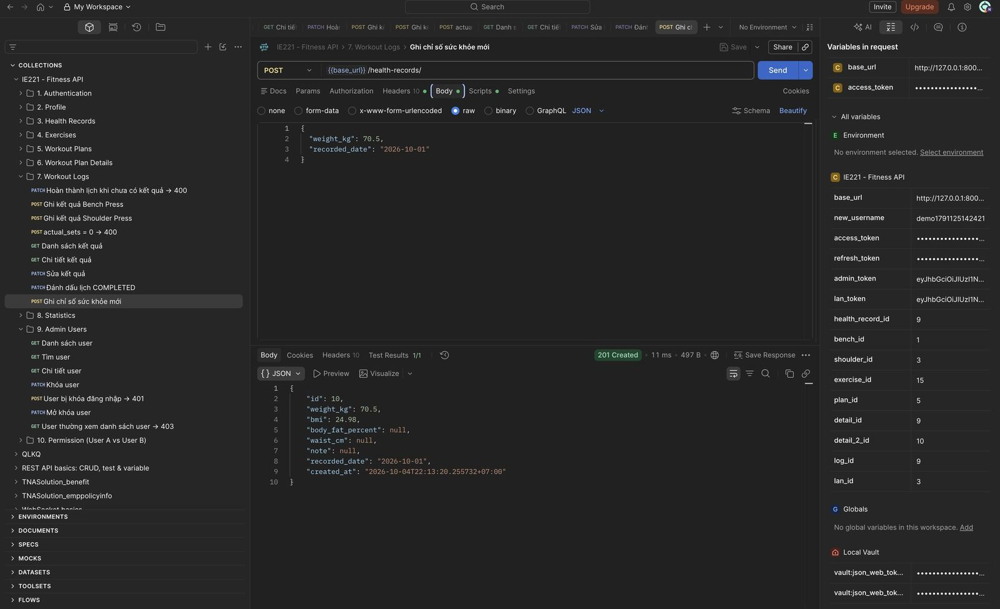 My Workspace
Search
Invite
Upgrade
GET Chi tiế
PATCH Hoàr
POST Ghi kế
POST Ghi kế
POST actua
GET Danh s
GET Chi tiế
PATCH Sửa
PATCH Đán
POST Ghi cl
No Environment
AI
IE221 - Fitness API > 7. Workout Logs > Ghi chỉ số sức khỏe mới
Save
Share
Variables in request
COLLECTIONS
IE221 - Fitness API
1. Authentication
2. Profile
3. Health Records
4. Exercises
5. Workout Plans
6. Workout Plan Details
7. Workout Logs
PATCH Hoàn thành lịch khi chưa có kết quả → 400
POST Ghi kết quả Bench Press
POST Ghi kết quả Shoulder Press
POST actual_sets = 0 → 400
GET Danh sách kết quả
GET Chi tiết kết quả
PATCH Sửa kết quả
PATCH Đánh dấu lịch COMPLETED
POST Ghi chỉ số sức khỏe mới
8. Statistics
9. Admin Users
GET Danh sách user
GET Tìm user
GET Chi tiết user
PATCH Khóa user
POST User bị khóa đăng nhập → 401
PATCH Mở khóa user
GET User thường xem danh sách user → 403
10. Permission (User A vs User B)
QLKQ
REST API basics: CRUD, test & variable
TNASolution_benefit
TNASolution_emppolicyinfo
WebSocket basics
ENVIRONMENTS
DOCUMENTS
SPECS
MOCKS
DATASETS
TOOLSETS
FLOWS
HTTP
POST
{{base_url}} /health-records/
Send
Docs
Params
Authorization
Headers 10
Body
Scripts
Settings
Cookies
none
form-data
x-www-form-urlencoded
raw
binary
GraphQL
JSON
Schema
Beautify
1 {
2 "weight_kg": 70.5,
3 "recorded_date": "2026-10-01"
4 }
Body
Cookies
Headers 10
Test Results 1/1
201 Created
11 ms
497 B
e.g. Save Response
{} JSON
Preview
Visualize
1 {
2 "id": 10,
3 "weight_kg": 70.5,
4 "bmi": 24.98,
5 "body_fat_percent": null,
6 "waist_cm": null,
7 "note": null,
8 "recorded_date": "2026-10-01",
9 "created_at": "2026-10-04T22:13:20.255732+07:00"
10 }
C base_url http://127.0.0.1:800...
C access_token ••••••••••••••••...
All variables
E Environment
No environment selected. Select environment
C IE221 - Fitness API
base_url http://127.0.0.1:800...
new_username demo1791125142421
access_token ••••••••••••••••...
refresh_token ••••••••••••••••...
admin_token eyJhbGciOiJIUzI1N...
lan_token eyJhbGciOiJIUzI1N...
health_record_id 9
bench_id 1
shoulder_id 3
exercise_id 15
plan_id 5
detail_id 9
detail_2_id 10
log_id 9
lan_id 3
G Globals
No global variables in this workspace. Add
Local Vault
vault:json_web_tok... ••••••••••••••••...
vault:json_web_tok... ••••••••••••••••...